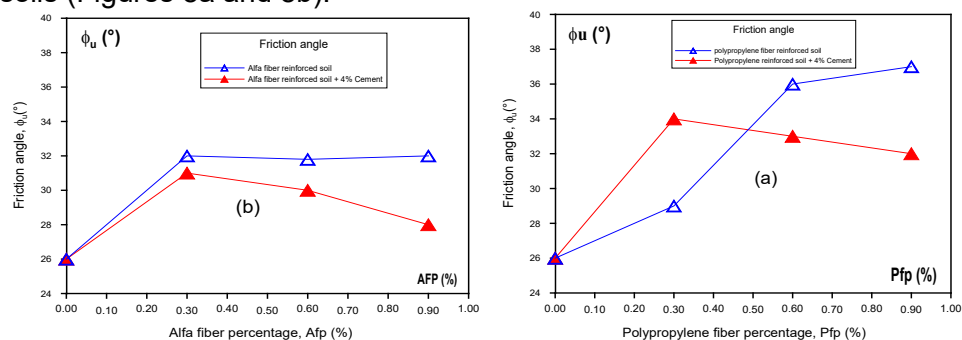 soils (Figures 8a and 8b).
ϕu (°)
Friction angle
Alfa fiber reinforced soil
Alfa fiber reinforced soil + 4% Cement
Friction angle, ϕu(°)
40
38
36
34
32
30
28
26
24
(b)
AFP (%)
0.00 0.10 0.20 0.30 0.40 0.50 0.60 0.70 0.80 0.90 1.00
Alfa fiber percentage, Afp (%)
ϕu (°)
Friction angle
polypropylene fiber reinforced soil
Polypropylene reinforced soil + 4% Cement
Friction angle, ϕu(°)
40
38
36
34
32
30
28
26
24
(a)
Pfp (%)
0.00 0.10 0.20 0.30 0.40 0.50 0.60 0.70 0.80 0.90 1.00
Polypropylene fiber percentage, Pfp (%)